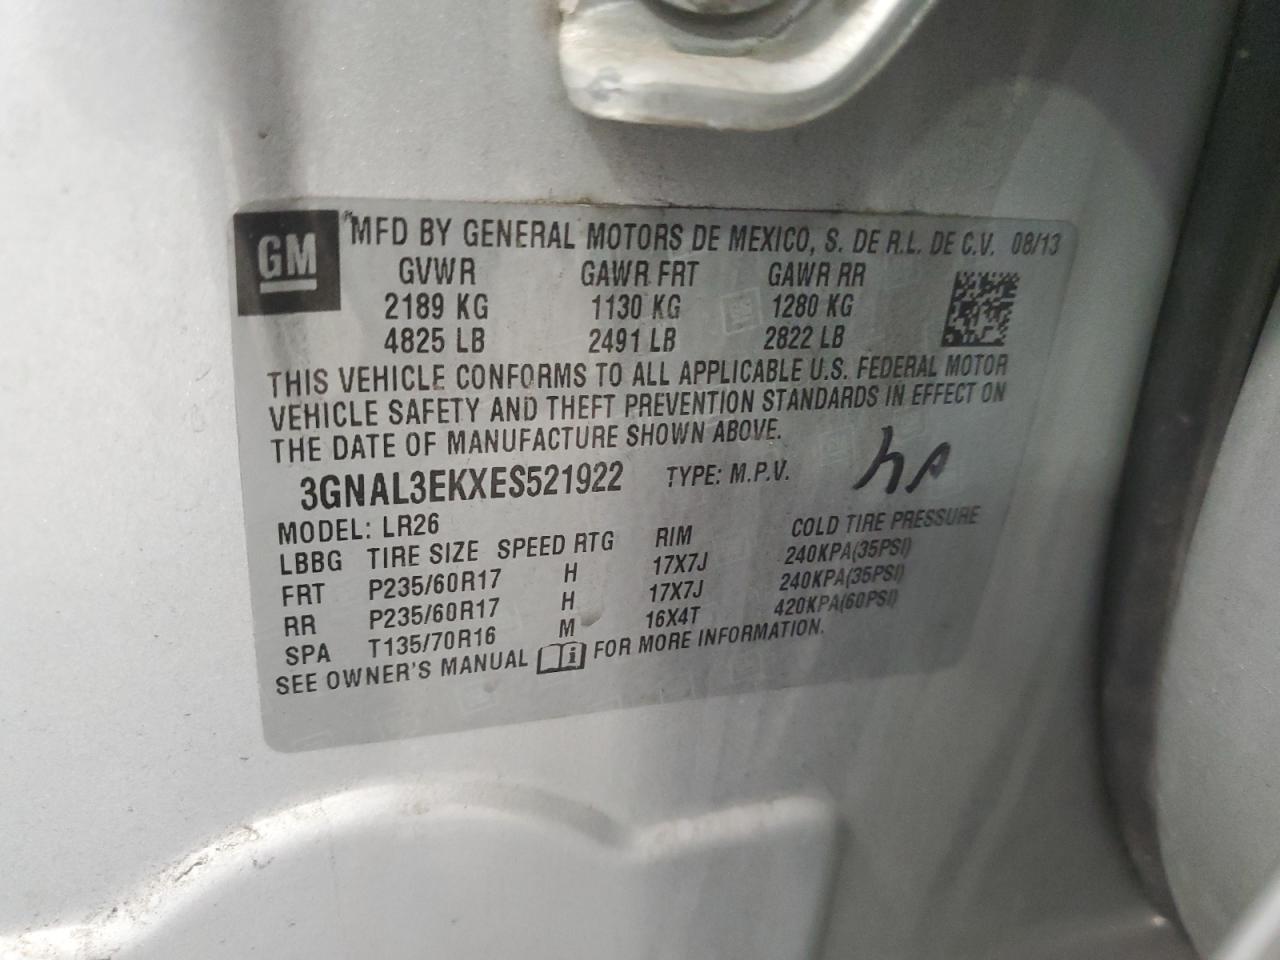 GM
MFD BY GENERAL MOTORS DE MEXICO, S. DE R.L. DE C.V. 08/13
GVWR GAWR FRT GAWR RR
2189 KG 1130 KG 1280 KG
4825 LB 2491 LB 2822 LB
THIS VEHICLE CONFORMS TO ALL APPLICABLE U.S. FEDERAL MOTOR
VEHICLE SAFETY AND THEFT PREVENTION STANDARDS IN EFFECT ON
THE DATE OF MANUFACTURE SHOWN ABOVE.
3GNAL3EKXES521922 TYPE: M.P.V.
MODEL: LR26
LBBG TIRE SIZE SPEED RTG RIM COLD TIRE PRESSURE
FRT P235/60R17 H 17X7J 240KPA(35PSI)
RR P235/60R17 H 17X7J 240KPA(35PSI)
SPA T135/70R16 M 16X4T 420KPA(60PSI)
SEE OWNER'S MANUAL FOR MORE INFORMATION.